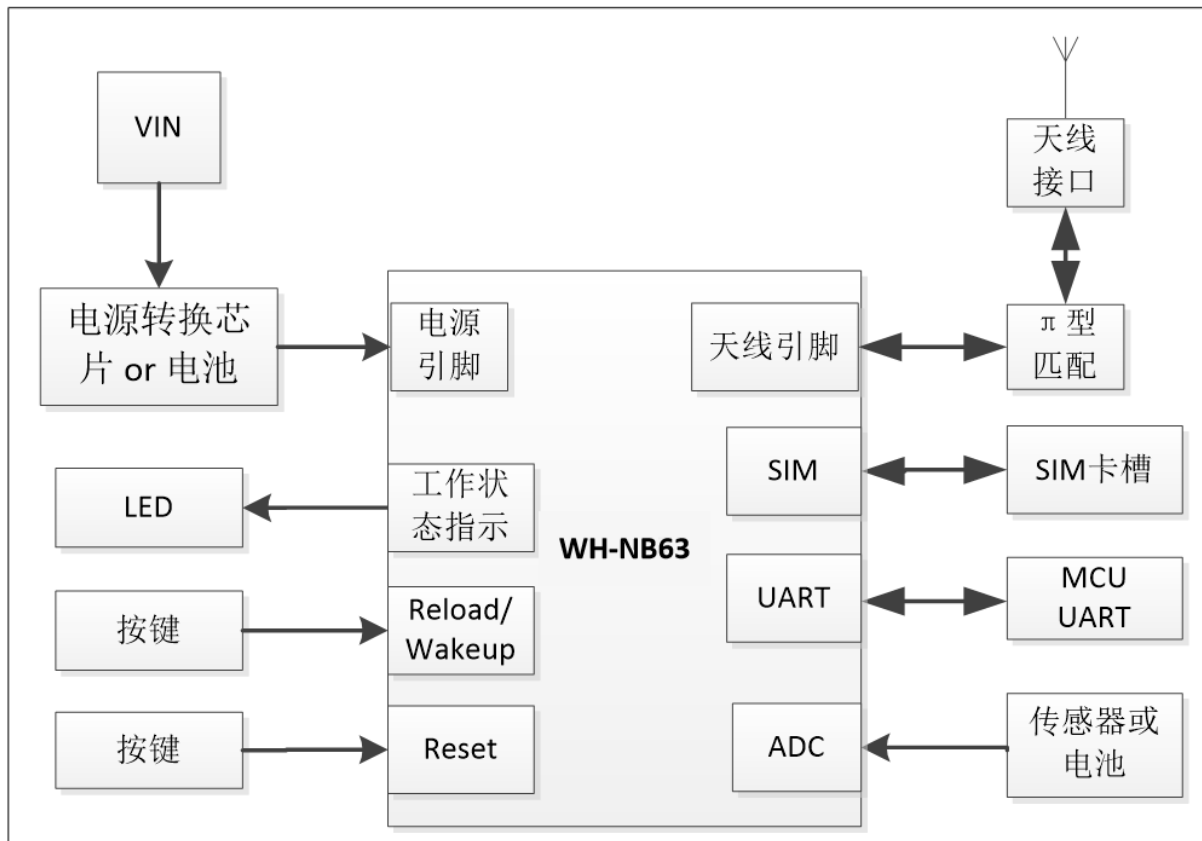 VIN
天线
接口
电源转换芯
片 or 电池
电源
引脚
天线引脚
π 型
匹配
LED
工作状
态指示
SIM
SIM卡槽
WH-NB63
按键
Reload/
Wakeup
UART
MCU
UART
按键
Reset
ADC
传感器或
电池